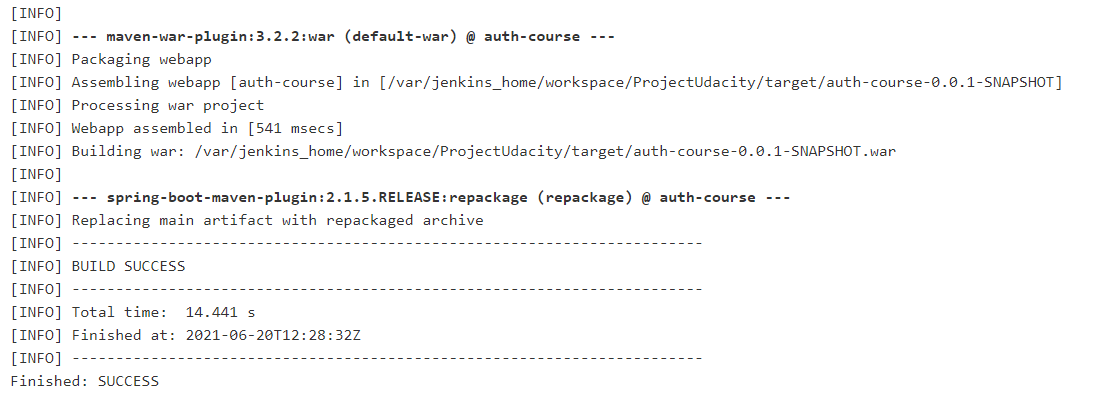 [INFO]
[INFO] --- maven-war-plugin:3.2.2:war (default-war) @ auth-course ---
[INFO] Packaging webapp
[INFO] Assembling webapp [auth-course] in [/var/jenkins_home/workspace/ProjectUdacity/target/auth-course-0.0.1-SNAPSHOT]
[INFO] Processing war project
[INFO] Webapp assembled in [541 msecs]
[INFO] Building war: /var/jenkins_home/workspace/ProjectUdacity/target/auth-course-0.0.1-SNAPSHOT.war
[INFO]
[INFO] --- spring-boot-maven-plugin:2.1.5.RELEASE:repackage (repackage) @ auth-course ---
[INFO] Replacing main artifact with repackaged archive
[INFO] ------------------------------------------------------------------------
[INFO] BUILD SUCCESS
[INFO] ------------------------------------------------------------------------
[INFO] Total time:  14.441 s
[INFO] Finished at: 2021-06-20T12:28:32Z
[INFO] ------------------------------------------------------------------------
Finished: SUCCESS